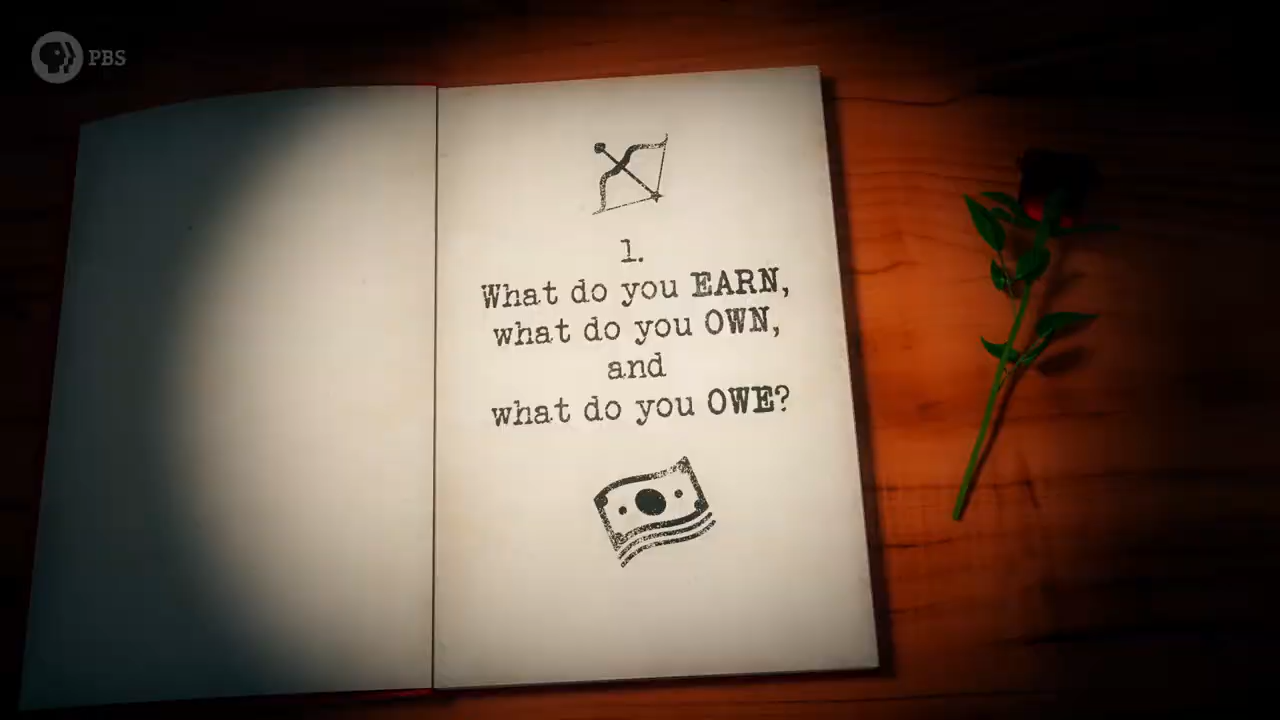 PBS
1.
What do you EARN,
what do you OWN,
and
what do you OWE?